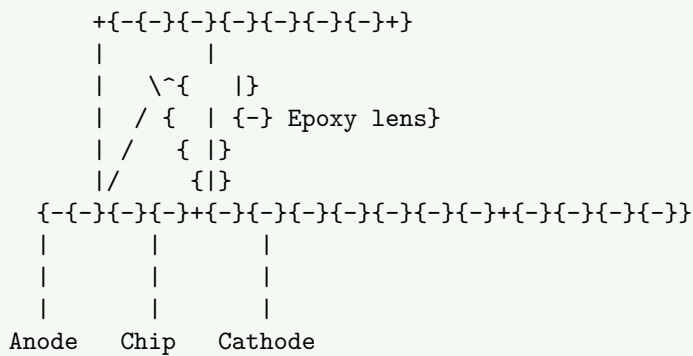 +{-{-}{-}{-}{-}{-}{-}{-}+}
|       |
|   \^{   |}
|  / {  | {-} Epoxy lens}
| /   { |}
|/     {|}
{-{-}{-}{-}+{-}{-}{-}{-}{-}{-}{-}+{-}{-}{-}{-}}
|       |       |
|       |       |
|       |       |
Anode   Chip   Cathode